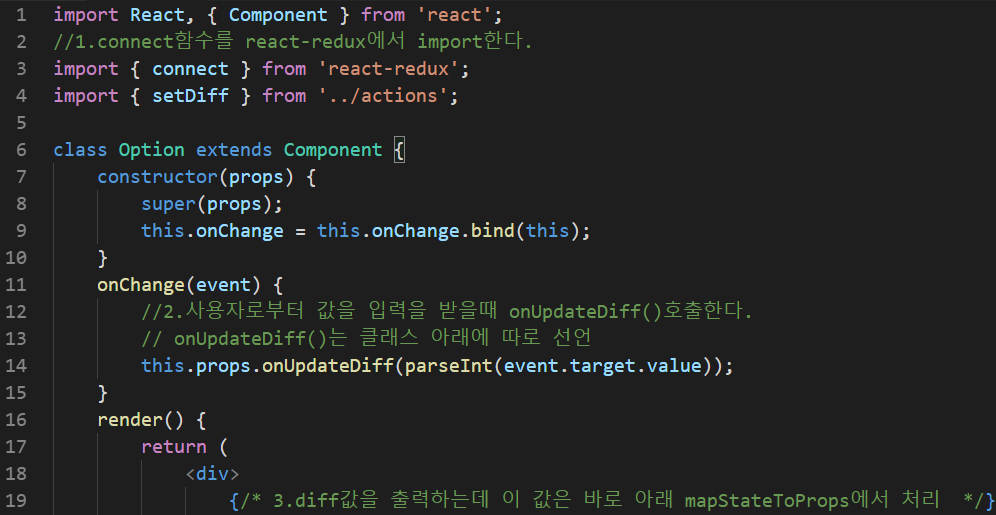 1 import React, { Component } from 'react';
2 //1.connect함수를 react-redux에서 import한다.
3 import { connect } from 'react-redux';
4 import { setDiff } from '../actions';
5
6 class Option extends Component {
7 constructor(props) {
8 super(props);
9 this.onChange = this.onChange.bind(this);
10 }
11 onChange(event) {
12 //2.사용자로부터 값을 입력을 받을때 onUpdateDiff()호출한다.
13 // onUpdateDiff()는 클래스 아래에 따로 선언
14 this.props.onUpdateDiff(parseInt(event.target.value));
15 }
16 render() {
17 return (
18 <div>
19 {/* 3.diff값을 출력하는데 이 값은 바로 아래 mapStateToProps에서 처리  */}